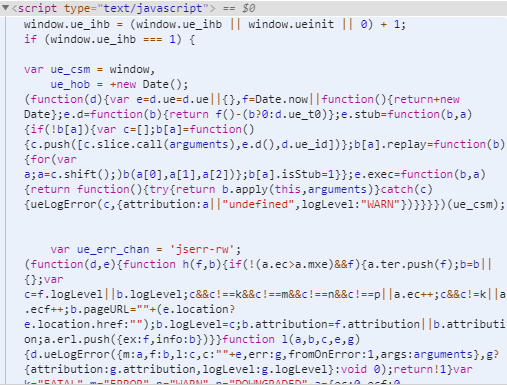 <script type="text/javascript"> == $0
window.ue_ihb = (window.ue_ihb || window.ueinit || 0) + 1;
if (window.ue_ihb === 1) {
var ue_csm = window,
ue_hob = +new Date();
(function(d){var e=d.ue=d.ue||{},f=Date.now||function(){return+new
Date};e.d=function(b){return f()-(b?0:d.ue_t0)};e.stub=function(b,a)
{if(!b[a]){var c=[];b[a]=function()
{c.push([c.slice.call(arguments),e.d(),d.ue_id])};b[a].replay=function(b)
{for(var
a;a=c.shift();)b(a[0],a[1],a[2])};b[a].isStub=1}};e.exec=function(b,a)
{return function(){try{return b.apply(this,arguments)}catch(c)
{ueLogError(c,{attribution:a||"undefined",logLevel:"WARN"})}}}})(ue_csm);
var ue_err_chan = 'jserr-rw';
(function(d,e){function h(f,b){if(!(a.ec>a.mxe)&&f){a.ter.push(f);b=b||
{};var
c=f.logLevel||b.logLevel;c&&c!==k&&c!==m&&c!==n&&c!==p||a.ec++;c&&c!=k||a
.ecf++;b.pageURL=""+(e.location?
e.location.href:"");b.logLevel=c;b.attribution=f.attribution||b.attributi
on;a.erl.push({ex:f,info:b})}}function l(a,b,c,e,g)
{d.ueLogError({m:a,f:b,l:c,c:""+e,err:g,fromOnError:1,args:arguments},g?
{attribution:g.attribution,logLevel:g.logLevel}:void 0);return!1}var
k="FATAL",m="ERROR",n="WARN",p="DOWNGRADED",a={ec:0,ecf:0,